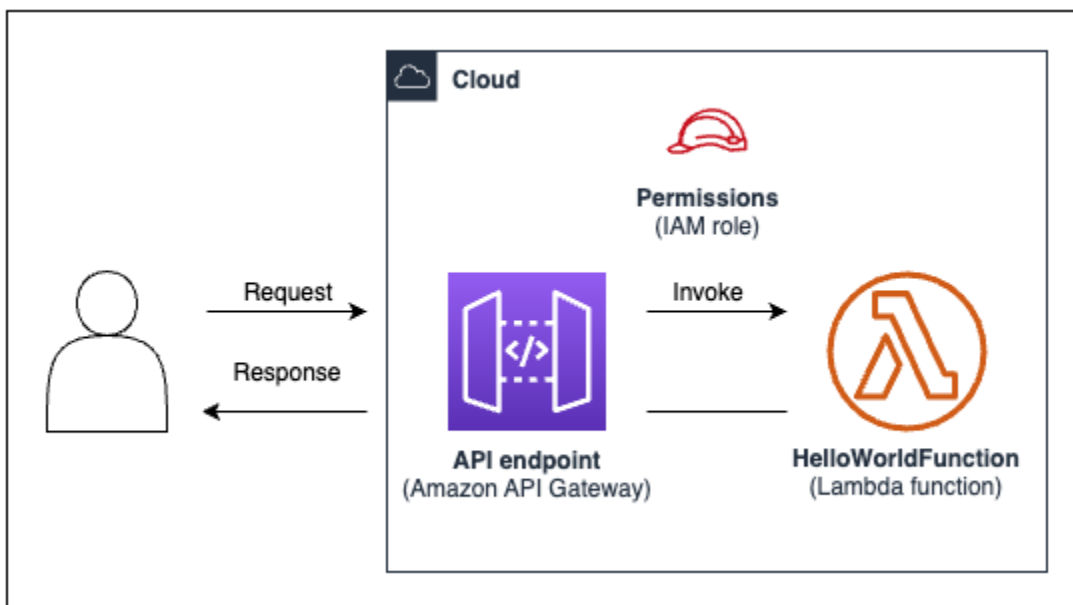 Cloud
Permissions
(IAM role)
Request
Invoke
Response
</>
API endpoint
(Amazon API Gateway)
HelloWorldFunction
(Lambda function)